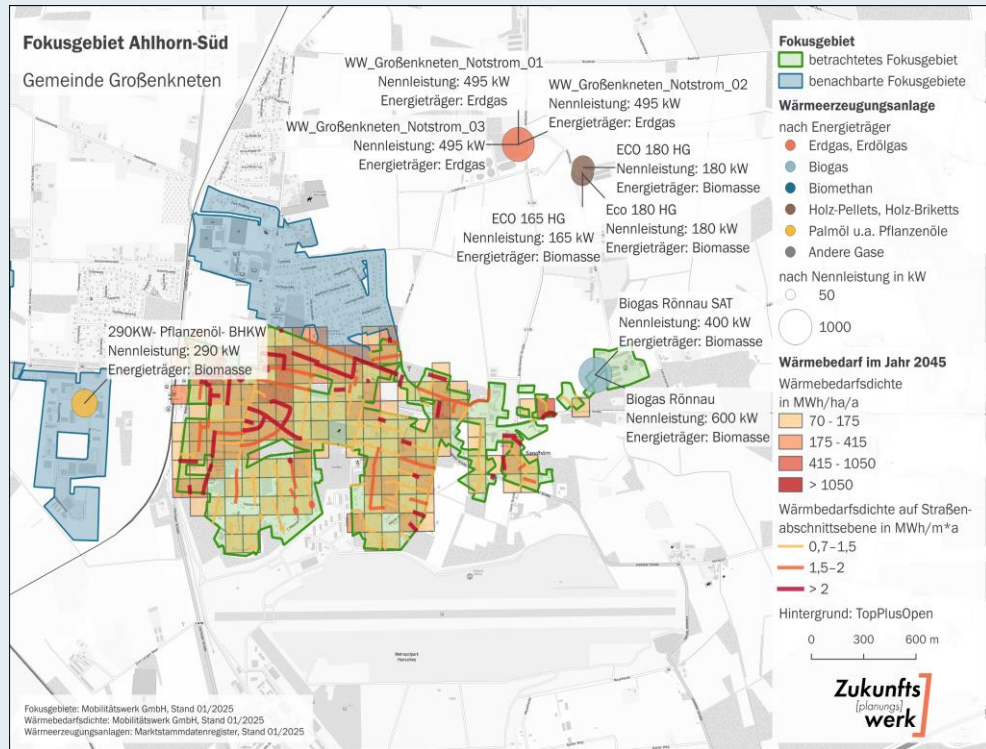 Fokusgebiet Ahlhorn-Süd
Gemeinde Großenkneten
WW_Großenkneten_Notstrom_01
Nennleistung: 495 kW
Energieträger: Erdgas
WW_Großenkneten_Notstrom_02
Nennleistung: 495 kW
Energieträger: Erdgas
WW_Großenkneten_Notstrom_03
Nennleistung: 495 kW
Energieträger: Erdgas
ECO 180 HG
Nennleistung: 180 kW
Energieträger: Biomasse
ECO 165 HG
Nennleistung: 165 kW
Energieträger: Biomasse
Eco 180 HG
Nennleistung: 180 kW
Energieträger: Biomasse
Biogas Rönnau SAT
Nennleistung: 400 kW
Energieträger: Biomasse
290KW- Pflanzenöl- BHKW
Nennleistung: 290 kW
Energieträger: Biomasse
Biogas Rönnau
Nennleistung: 600 kW
Energieträger: Biomasse
Sandhörn
Metropolpark
Hansalinie
Fokusgebiete: Mobilitätswerk GmbH, Stand 01/2025
Wärmebedarfsdichte: Mobilitätswerk GmbH, Stand 01/2025
Wärmeerzeugungsanlagen: Marktstammdatenregister, Stand 01/2025
Fokusgebiet
betrachtetes Fokusgebiet
benachbarte Fokusgebiete
Wärmeerzeugungsanlage
nach Energieträger
Erdgas, Erdölgas
Biogas
Biomethan
Holz-Pellets, Holz-Briketts
Palmöl u.a. Pflanzenöle
Andere Gase
nach Nennleistung in kW
50
1000
Wärmebedarf im Jahr 2045
Wärmebedarfsdichte
in MWh/ha/a
70 - 175
175 - 415
415 - 1050
> 1050
Wärmbedarfsdichte auf Straßen-
abschnittsebene in MWh/m*a
0,7–1,5
1,5–2
> 2
Hintergrund: TopPlusOpen
0 300 600 m
Zukunfts
[planungs]
werk